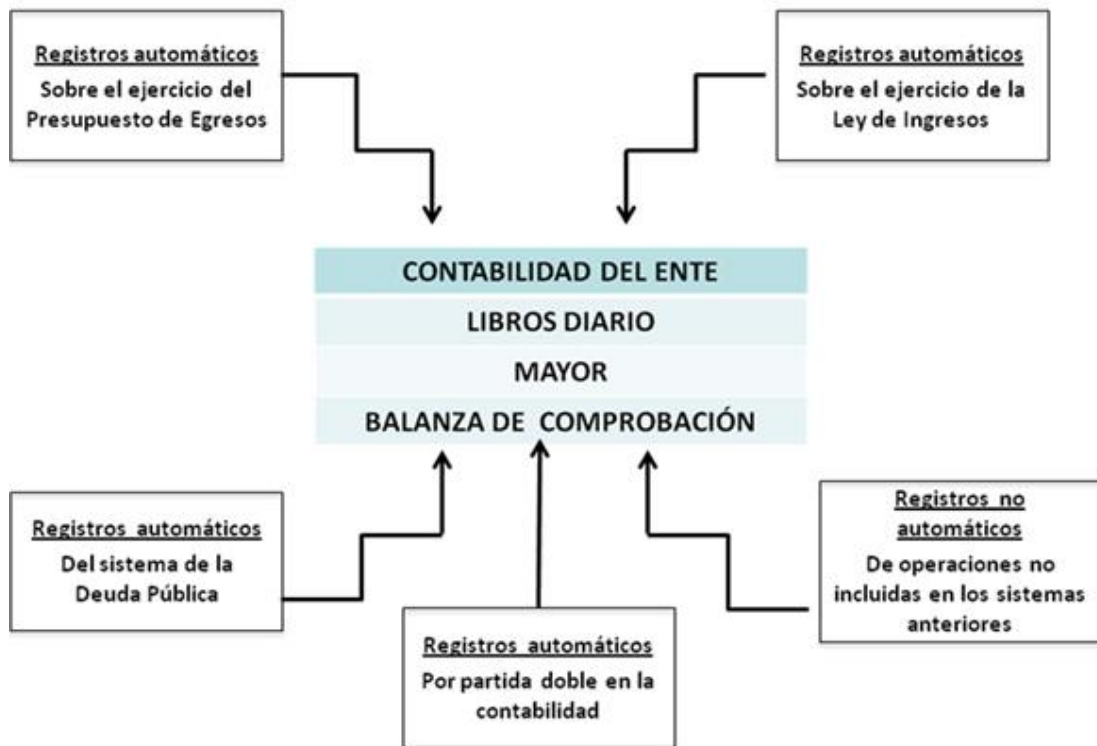 Registros automáticos
Sobre el ejercicio del
Presupuesto de Egresos
Registros automáticos
Sobre el ejercicio de la
Ley de Ingresos
CONTABILIDAD DEL ENTE
LIBROS DIARIO
MAYOR
BALANZA DE COMPROBACIÓN
Registros automáticos
Del sistema de la
Deuda Pública
Registros automáticos
Por partida doble en la
contabilidad
Registros no
automáticos
De operaciones no
incluidas en los sistemas
anteriores